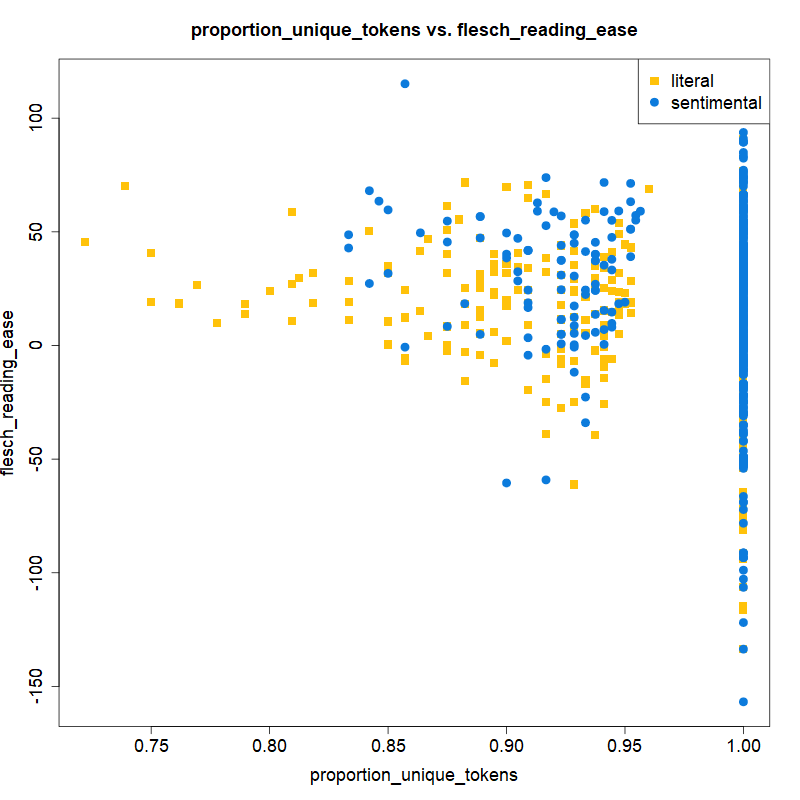 proportion_unique_tokens vs. flesch_reading_ease
literal
sentimental
flesch_reading_ease
100
50
0
-50
-100
-150
0.75 0.80 0.85 0.90 0.95 1.00
proportion_unique_tokens